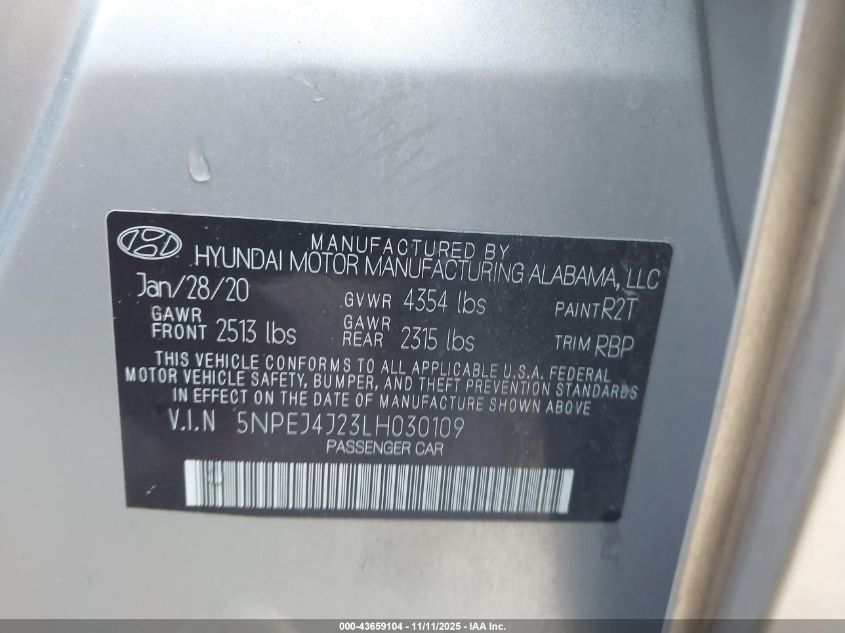 MANUFACTURED BY
HYUNDAI MOTOR MANUFACTURING ALABAMA, LLC
Jan/28/20 GVWR 4354 lbs PAINT R2T
GAWR FRONT 2513 lbs GAWR REAR 2315 lbs TRIM RBP
THIS VEHICLE CONFORMS TO ALL APPLICABLE U.S.A. FEDERAL
MOTOR VEHICLE SAFETY, BUMPER, AND THEFT PREVENTION STANDARDS
IN EFFECT ON THE DATE OF MANUFACTURE SHOWN ABOVE
V.I.N 5NPEJ4J23LH030109
PASSENGER CAR
000-43659104 - 11/11/2025 - IAA Inc.